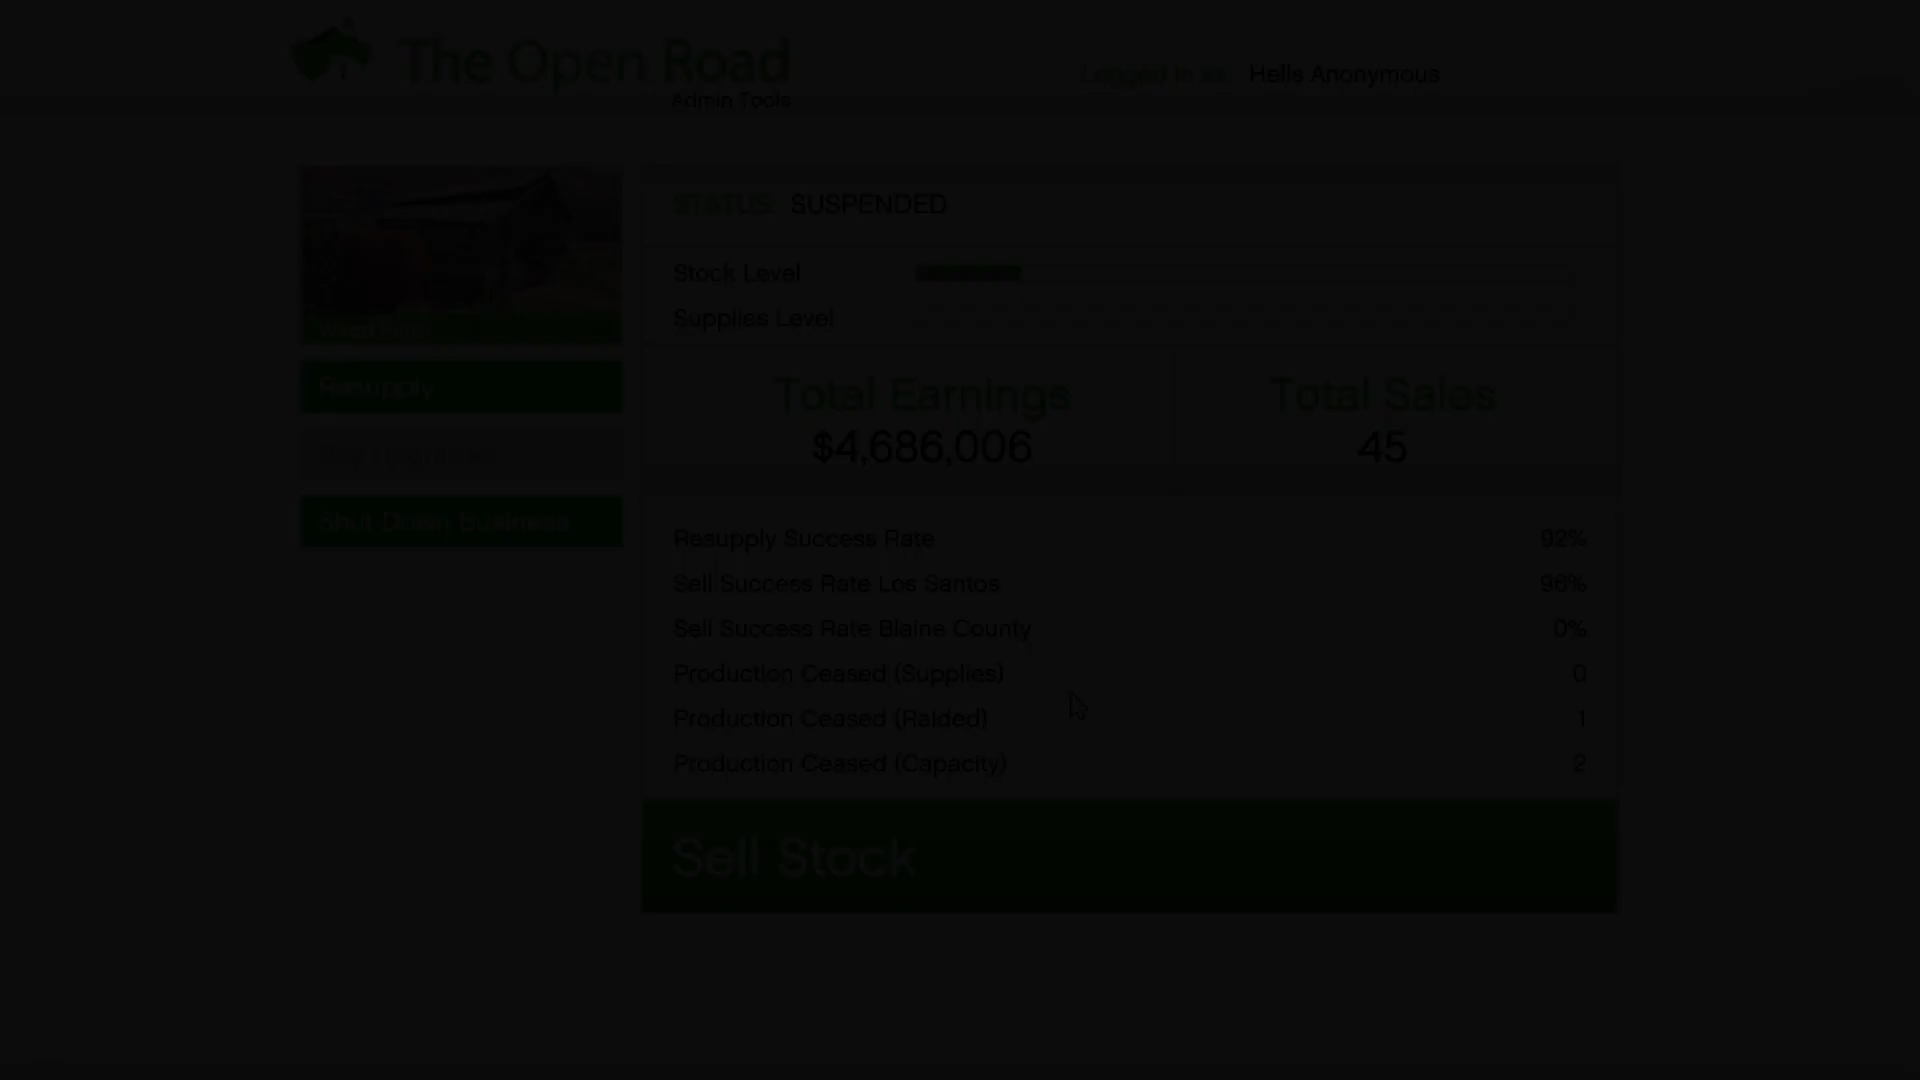 The Open Road
Admin Tools
Logged in as Hells Anonymous
STATUS: SUSPENDED
Stock Level
Supplies Level
Resupply
Shut Down Business
Total Earnings
$4,686,006
Total Sales
45
Resupply Success Rate 92%
Sell Success Rate Los Santos 96%
Sell Success Rate Blaine County 0%
Production Ceased (Supplies) 0
Production Ceased (Raided) 1
Production Ceased (Capacity) 2
Sell Stock